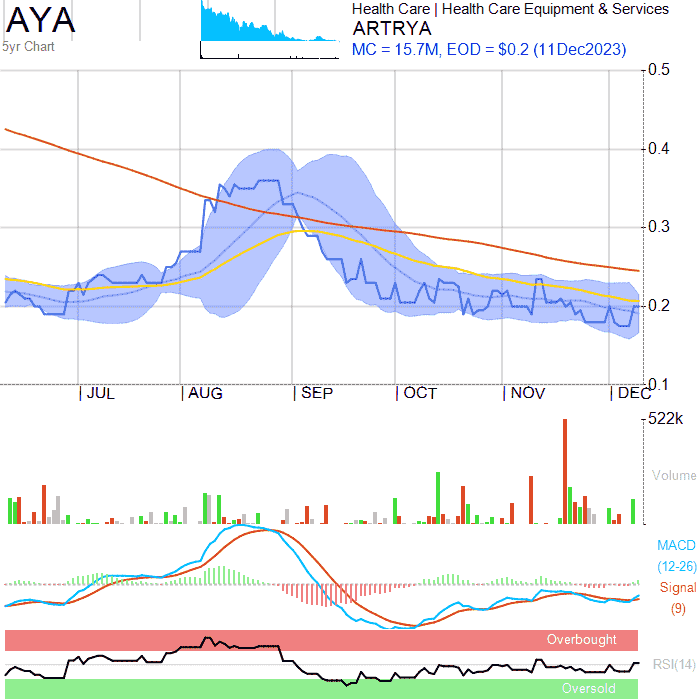 AYA
5yr Chart
Health Care | Health Care Equipment & Services
ARTRYA
MC = 15.7M, EOD = $0.2 (11Dec2023)
0.5
0.4
0.3
0.2
0.1
JUL AUG SEP OCT NOV DEC
522k
Volume
MACD
(12-26)
Signal
(9)
Overbought
RSI(14)
Oversold